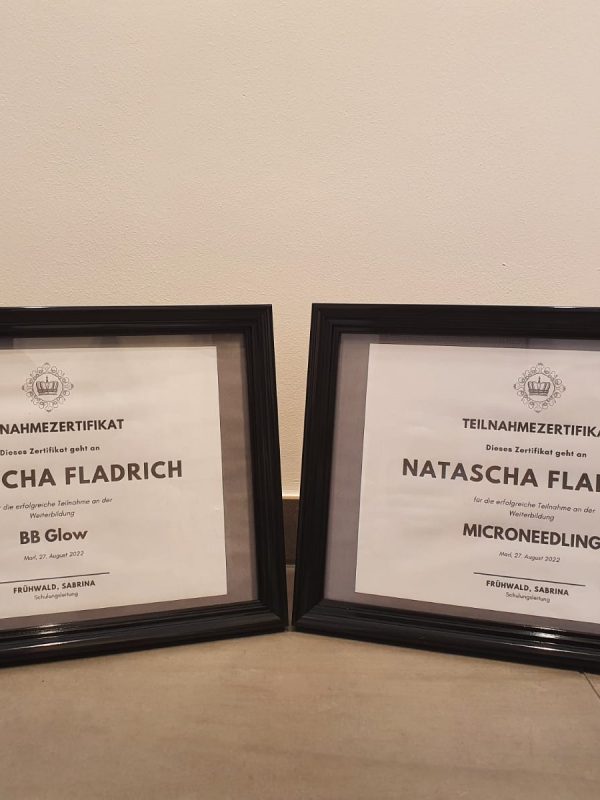 NAHMEZERTIFIKAT
Dieses Zertifikat geht an
CHA FLADRICH
die erfolgreiche Teilnahme an der
Weiterbildung
BB Glow
Marl, 27. August 2022
FRÜHWALD, SABRINA
Schulungsleitung
TEILNAHMEZERTIFIKA
Dieses Zertifikat geht an
NATASCHA FLA
für die erfolgreiche Teilnahme an der
Weiterbildung
MICRONEEDLING
Marl, 27. August 2022
FRÜHWALD, SABRINA
Schulungsleitung